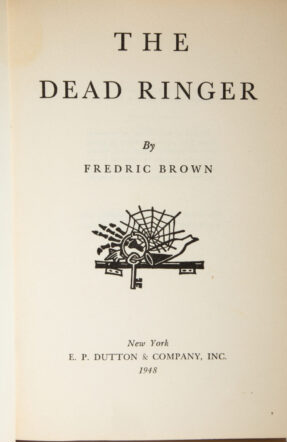 THE
DEAD RINGER
By
FREDRIC BROWN
New York
E. P. DUTTON & COMPANY, INC.
1948